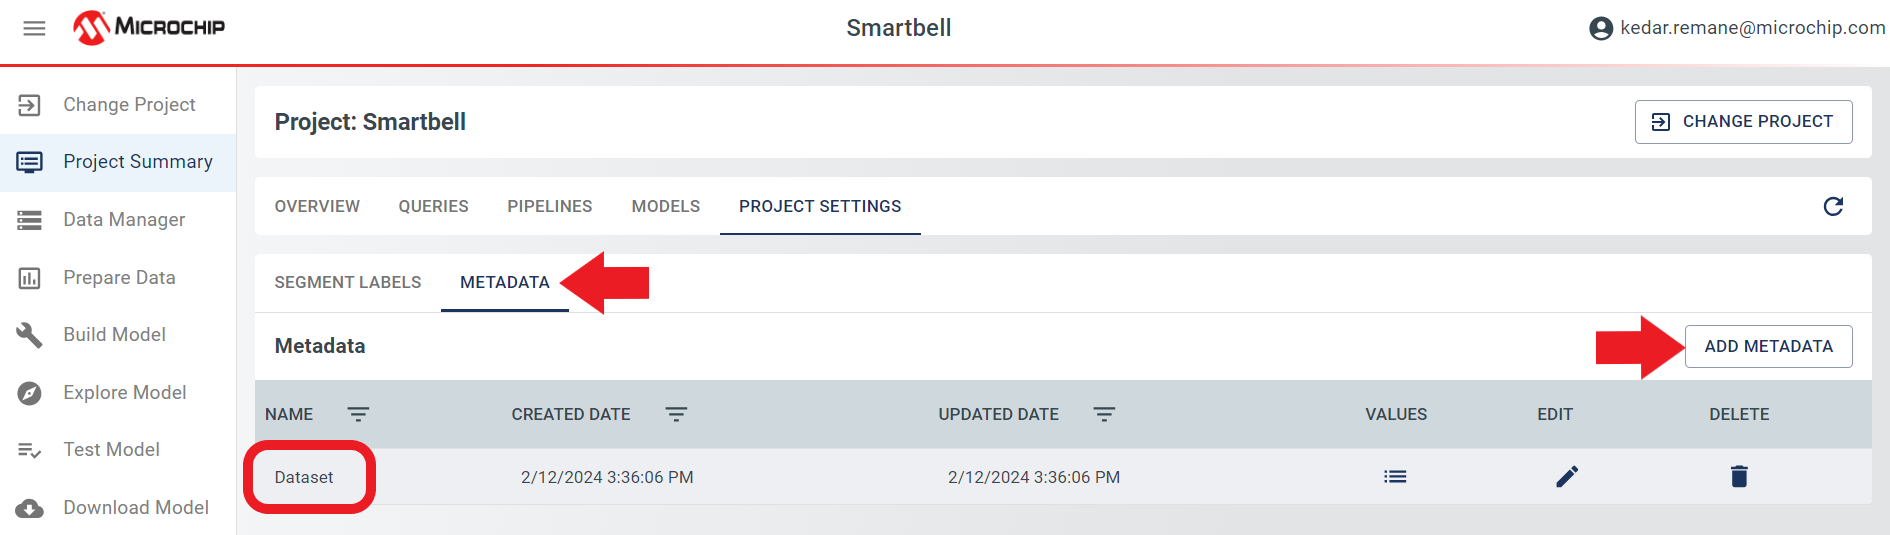 MICROCHIP
Smartbell
kedar.remane@microchip.com
Change Project
Project Summary
Data Manager
Prepare Data
Build Model
Explore Model
Test Model
Download Model
Project: Smartbell
CHANGE PROJECT
OVERVIEW QUERIES PIPELINES MODELS PROJECT SETTINGS
SEGMENT LABELS METADATA
Metadata
ADD METADATA
NAME CREATED DATE UPDATED DATE VALUES EDIT DELETE
Dataset 2/12/2024 3:36:06 PM 2/12/2024 3:36:06 PM